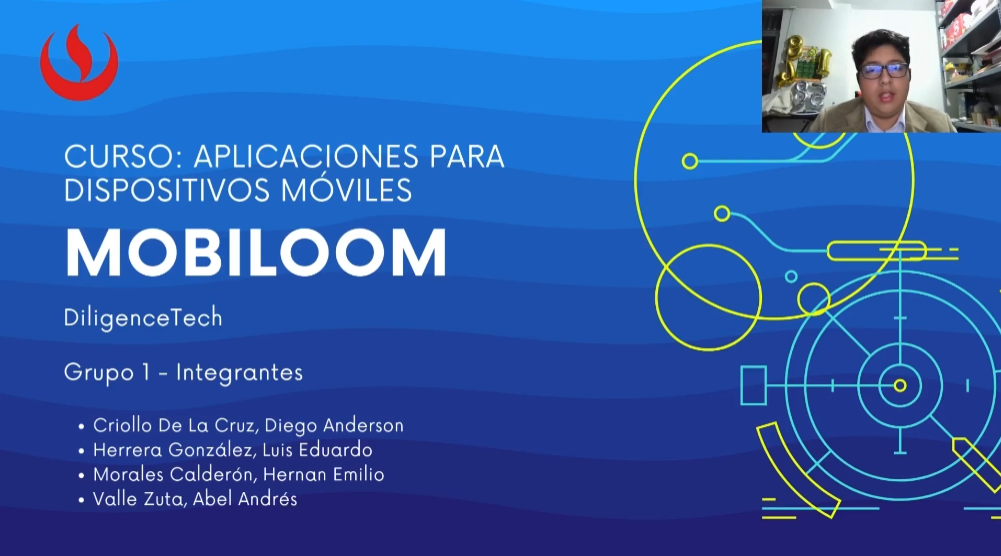 CURSO: APLICACIONES PARA
DISPOSITIVOS MÓVILES
MOBILOOM
DiligenceTech
Grupo 1 - Integrantes
• Criollo De La Cruz, Diego Anderson
• Herrera González, Luis Eduardo
• Morales Calderón, Hernan Emilio
• Valle Zuta, Abel Andrés